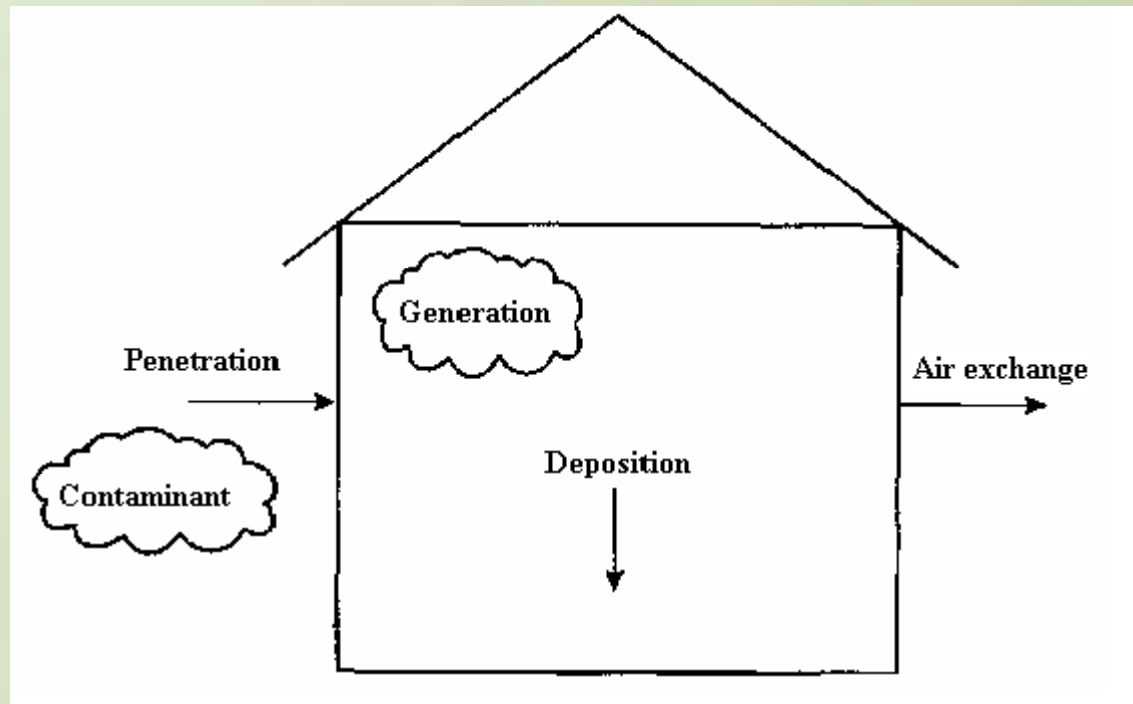 Generation
Penetration
Air exchange
Contaminant
Deposition